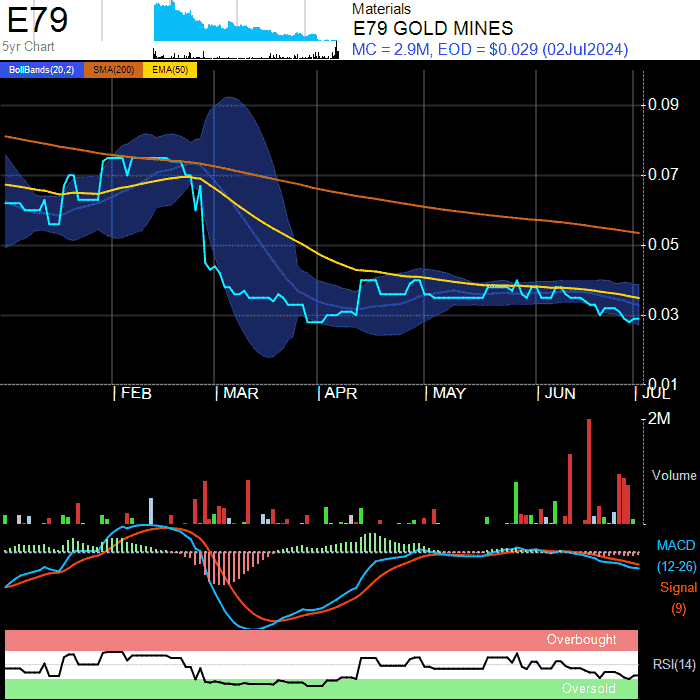 E79
5yr Chart
Materials
E79 GOLD MINES
MC = 2.9M, EOD = $0.029 (02Jul2024)
BollBands(20,2) SMA(200) EMA(50)
0.09
0.07
0.05
0.03
0.01
FEB MAR APR MAY JUN JUL
2M
Volume
MACD
(12-26)
Signal
(9)
Overbought
RSI(14)
Oversold